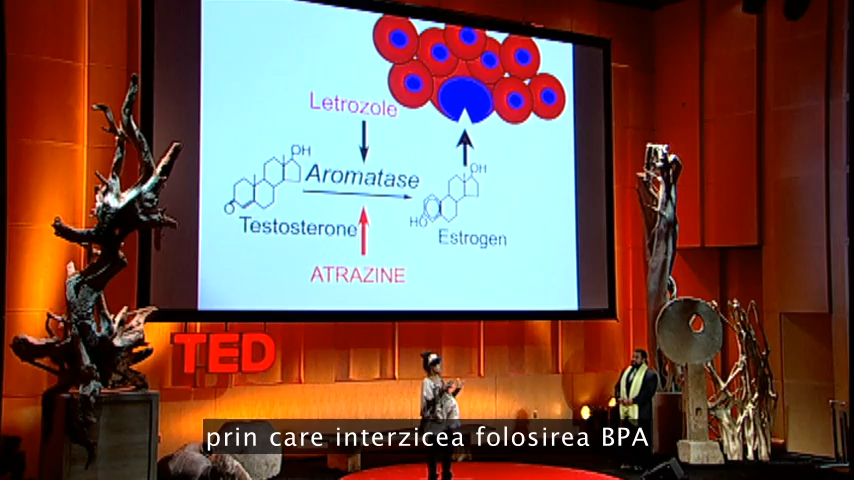 Letrozole
OH
Aromatase
OH
O
HO
Testosterone
Estrogen
ATRAZINE
TED
prin care interzicea folosirea BPA